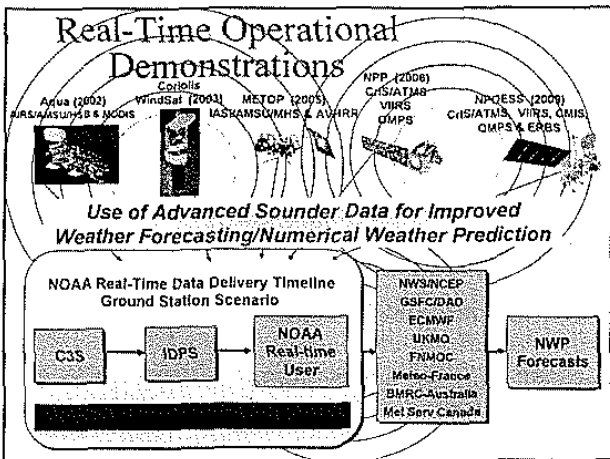 Real-Time Operational
Demonstrations
Aqua (2002)
AIRS/AMSU/HSB & MODIS
Coriolis
WindSat (2003)
METOP (2005)
IASI/AMSU/MHS & AVHRR
NPP (2006)
CrIS/ATMS
VIIRS
OMPS
NPOESS (2009)
CrIS/ATMS, VIIRS, CMIS,
OMPS & ERBS
Use of Advanced Sounder Data for Improved
Weather Forecasting/Numerical Weather Prediction
NOAA Real-Time Data Delivery Timeline
Ground Station Scenario
C3S
IDPS
NOAA
Real-time
User
NWS/NCEP
GSFC/DAO
ECMWF
UKMO
FNMOC
Meteo-France
BMRC-Australia
Met Serv Canada
NWP
Forecasts